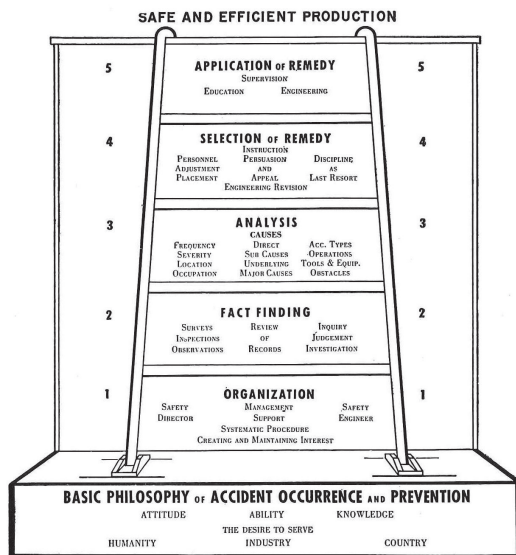 SAFE AND EFFICIENT PRODUCTION
5 APPLICATION OF REMEDY 5
SUPERVISION
EDUCATION ENGINEERING
4 SELECTION OF REMEDY 4
INSTRUCTION
PERSONNEL PERSUASION DISCIPLINE
ADJUSTMENT AND AS
PLACEMENT APPEAL LAST RESORT
ENGINEERING REVISION
3 ANALYSIS 3
CAUSES
FREQUENCY DIRECT ACC. TYPES
SEVERITY SUB CAUSES OPERATIONS
LOCATION UNDERLYING TOOLS & EQUIP.
OCCUPATION MAJOR CAUSES OBSTACLES
2 FACT FINDING 2
SURVEYS REVIEW INQUIRY
INSPECTIONS OF JUDGEMENT
OBSERVATIONS RECORDS INVESTIGATION
1 ORGANIZATION 1
SAFETY MANAGEMENT SAFETY
DIRECTOR SUPPORT ENGINEER
SYSTEMATIC PROCEDURE
CREATING AND MAINTAINING INTEREST
BASIC PHILOSOPHY OF ACCIDENT OCCURRENCE AND PREVENTION
ATTITUDE ABILITY KNOWLEDGE
THE DESIRE TO SERVE
HUMANITY INDUSTRY COUNTRY